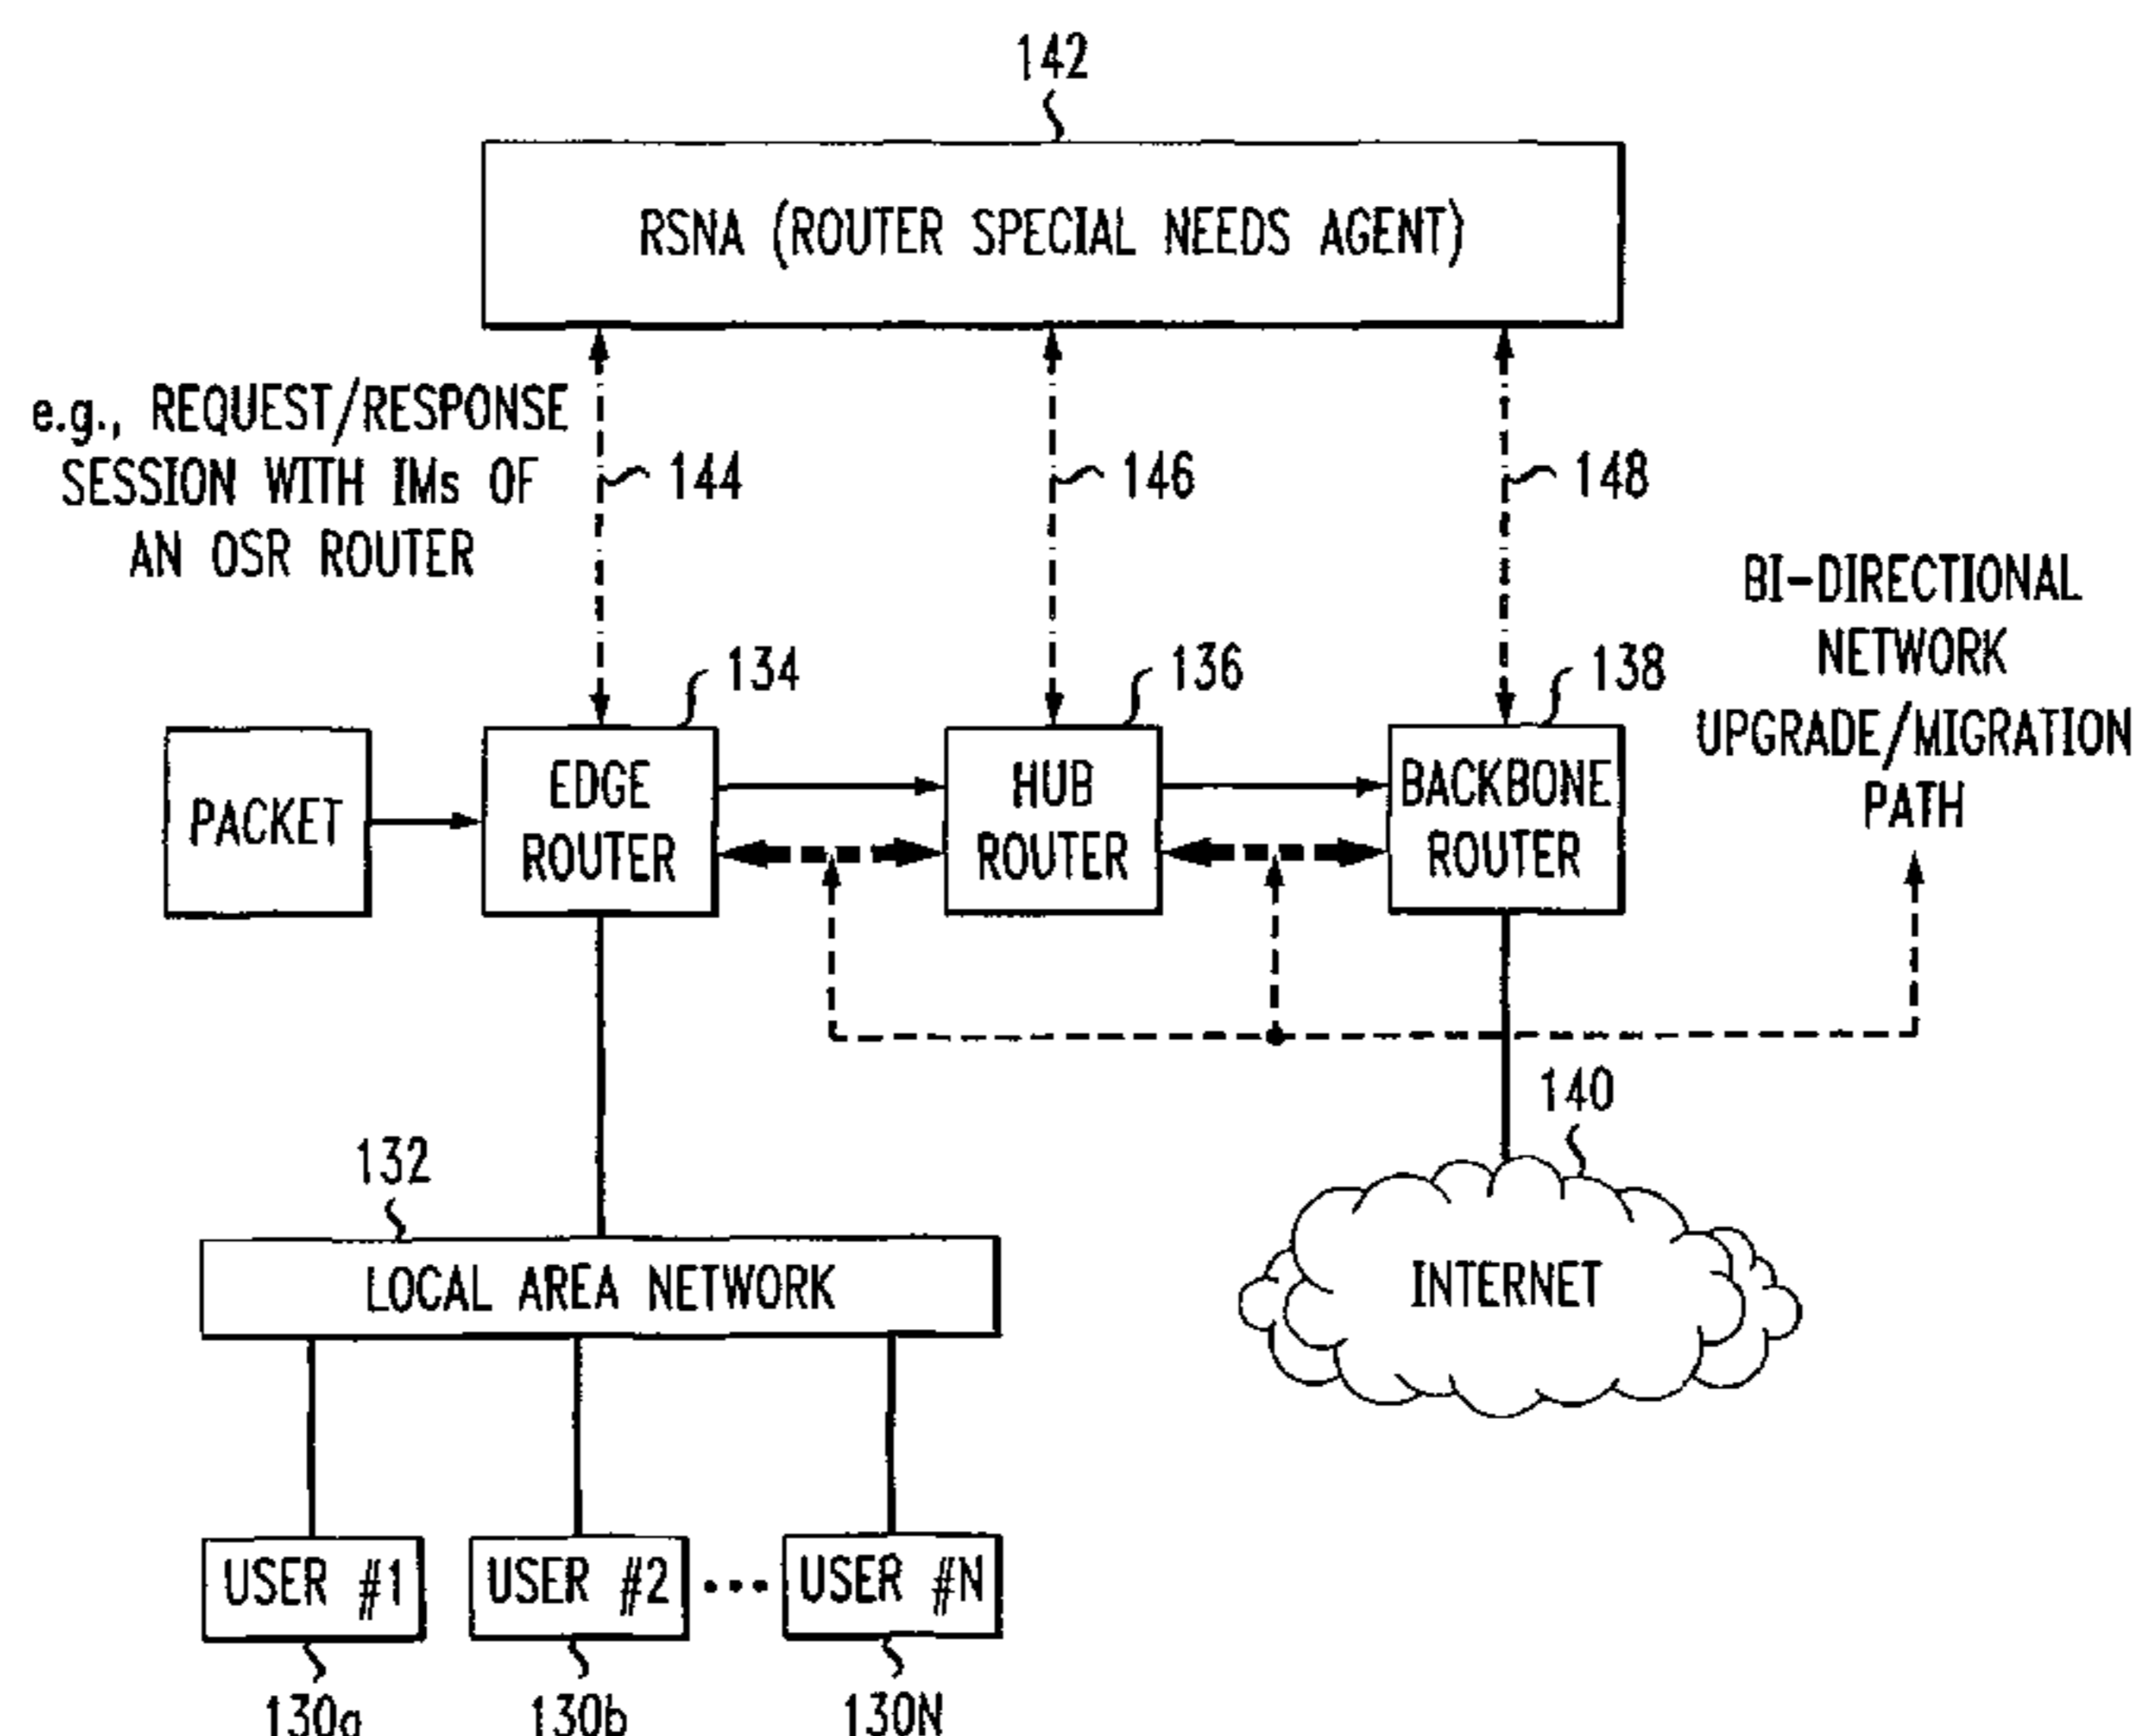 142
RSNA (ROUTER SPECIAL NEEDS AGENT)
e.g., REQUEST/RESPONSE
SESSION WITH IMs OF
AN OSR ROUTER
144
146
148
BI-DIRECTIONAL
NETWORK
UPGRADE/MIGRATION
PATH
134
136
138
PACKET
EDGE
ROUTER
HUB
ROUTER
BACKBONE
ROUTER
140
132
LOCAL AREA NETWORK
INTERNET
USER #1
USER #2
USER #N
130a
130b
130N